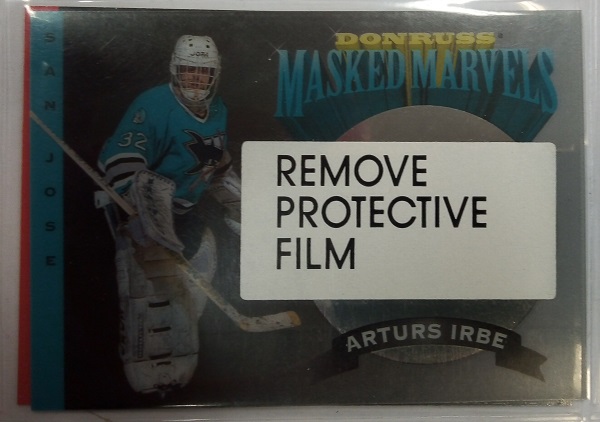 DONRUSS
MASKED MARVELS
SAN JOSE
32
REMOVE
PROTECTIVE
FILM
ARTURS IRBE